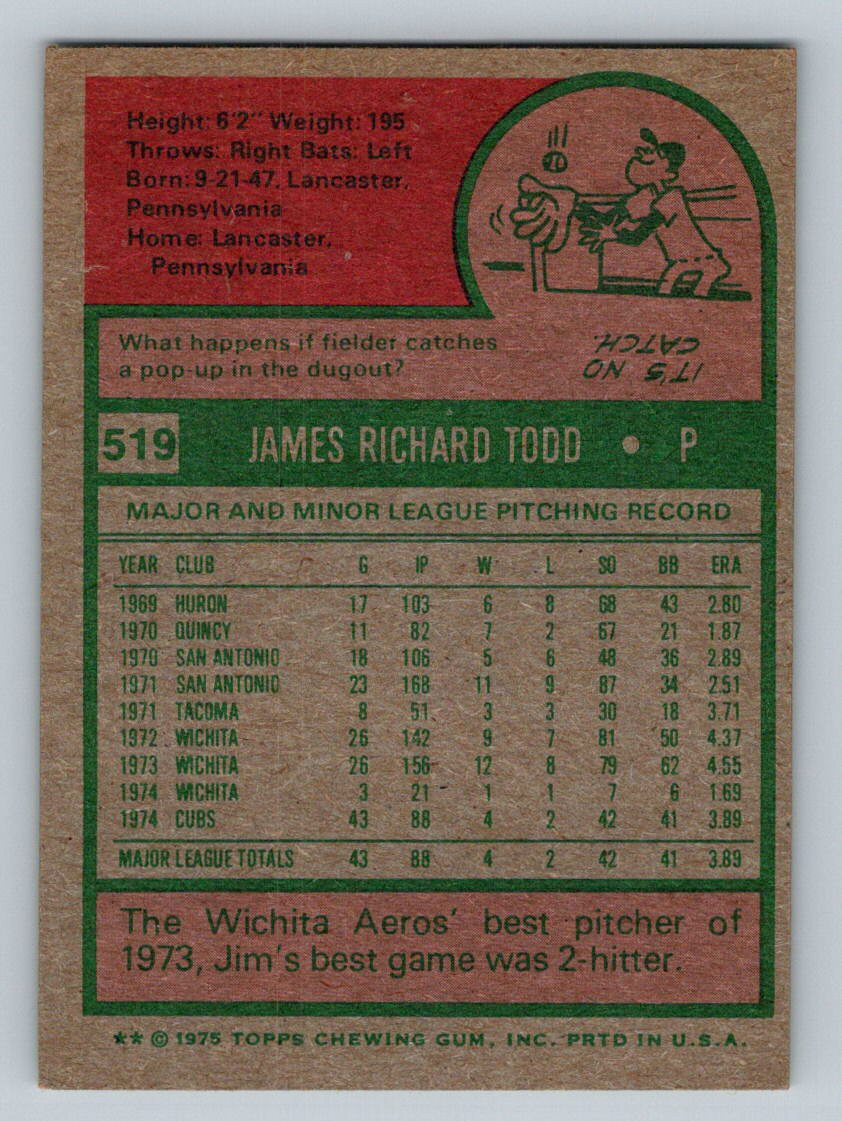 Height: 6'2" Weight: 195
Throws: Right Bats: Left
Born: 9-21-47, Lancaster,
Pennsylvania
Home: Lancaster,
Pennsylvania
What happens if fielder catches
a pop-up in the dugout?
IT'S NO
CATCH.
519 JAMES RICHARD TODD • P
MAJOR AND MINOR LEAGUE PITCHING RECORD
YEAR CLUB G IP W L SO BB ERA
1969 HURON 17 103 6 8 68 43 2.80
1970 QUINCY 11 82 7 2 67 21 1.87
1970 SAN ANTONIO 18 106 5 6 48 36 2.89
1971 SAN ANTONIO 23 168 11 9 87 34 2.51
1971 TACOMA 8 51 3 3 30 18 3.71
1972 WICHITA 26 142 9 7 81 50 4.37
1973 WICHITA 26 156 12 8 79 62 4.55
1974 WICHITA 3 21 1 1 7 6 1.69
1974 CUBS 43 88 4 2 42 41 3.89
MAJOR LEAGUE TOTALS 43 88 4 2 42 41 3.89
The Wichita Aeros' best pitcher of
1973, Jim's best game was 2-hitter.
** © 1975 TOPPS CHEWING GUM, INC. PRTD IN U.S.A.